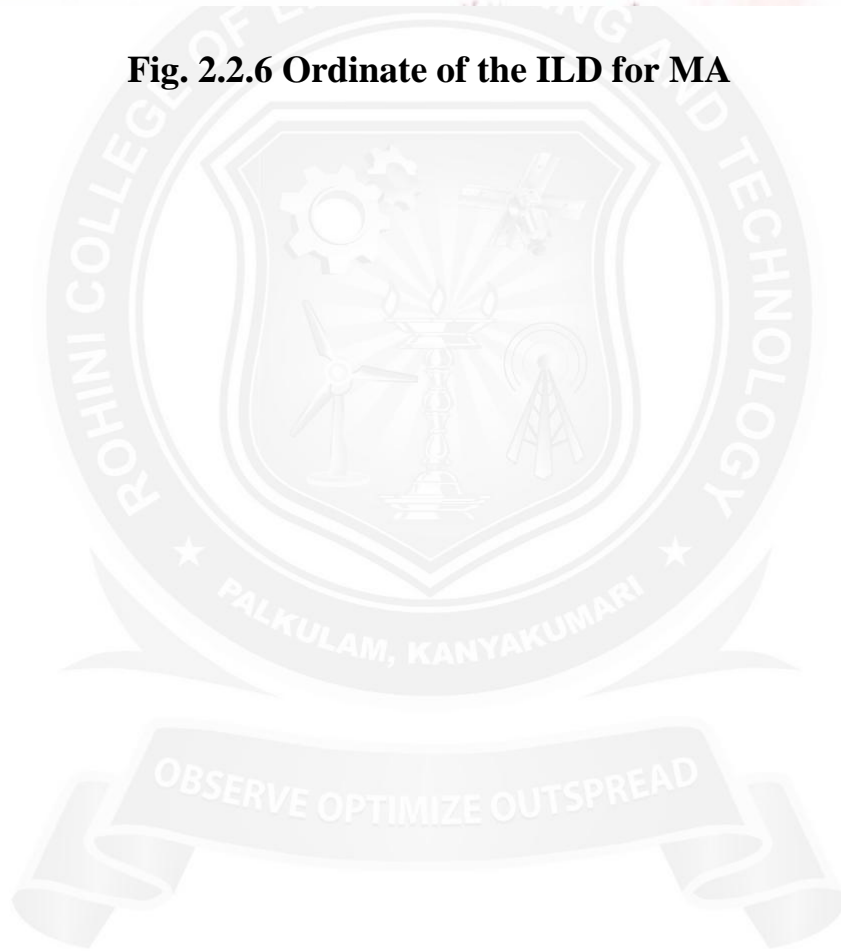 Fig. 2.2.6 Ordinate of the ILD for MA
ROHINI COLLEGE OF ENGINEERING AND TECHNOLOGY
PALKULAM, KANYAKUMARI
OBSERVE OPTIMIZE OUTSPREAD